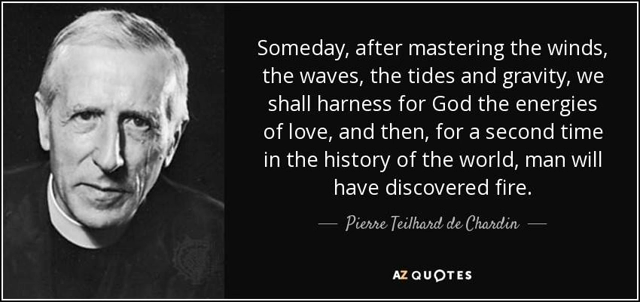 Someday, after mastering the winds,
the waves, the tides and gravity, we
shall harness for God the energies
of love, and then, for a second time
in the history of the world, man will
have discovered fire.
Pierre Teilhard de Chardin
AZ QUOTES